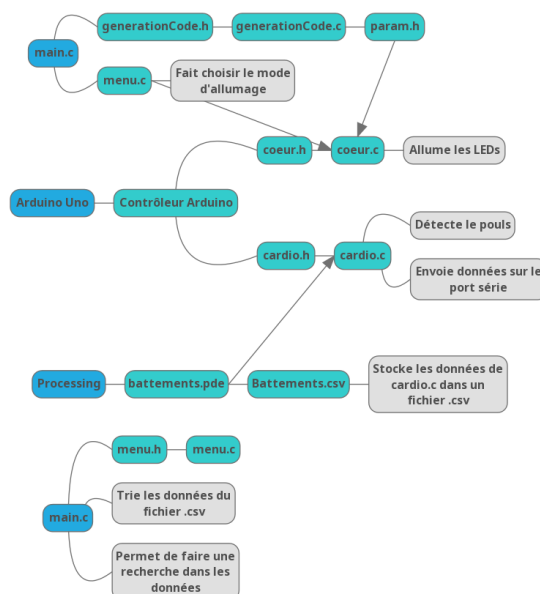 main.c
generationCode.h
generationCode.c
param.h
menu.c
Fait choisir le mode
d'allumage
coeur.h
coeur.c
Allume les LEDs
Arduino Uno
Contrôleur Arduino
cardio.h
cardio.c
Détecte le pouls
Envoie données sur le
port série
Processing
battements.pde
Battements.csv
Stocke les données de
cardio.c dans un
fichier .csv
main.c
menu.h
menu.c
Trie les données du
fichier .csv
Permet de faire une
recherche dans les
données